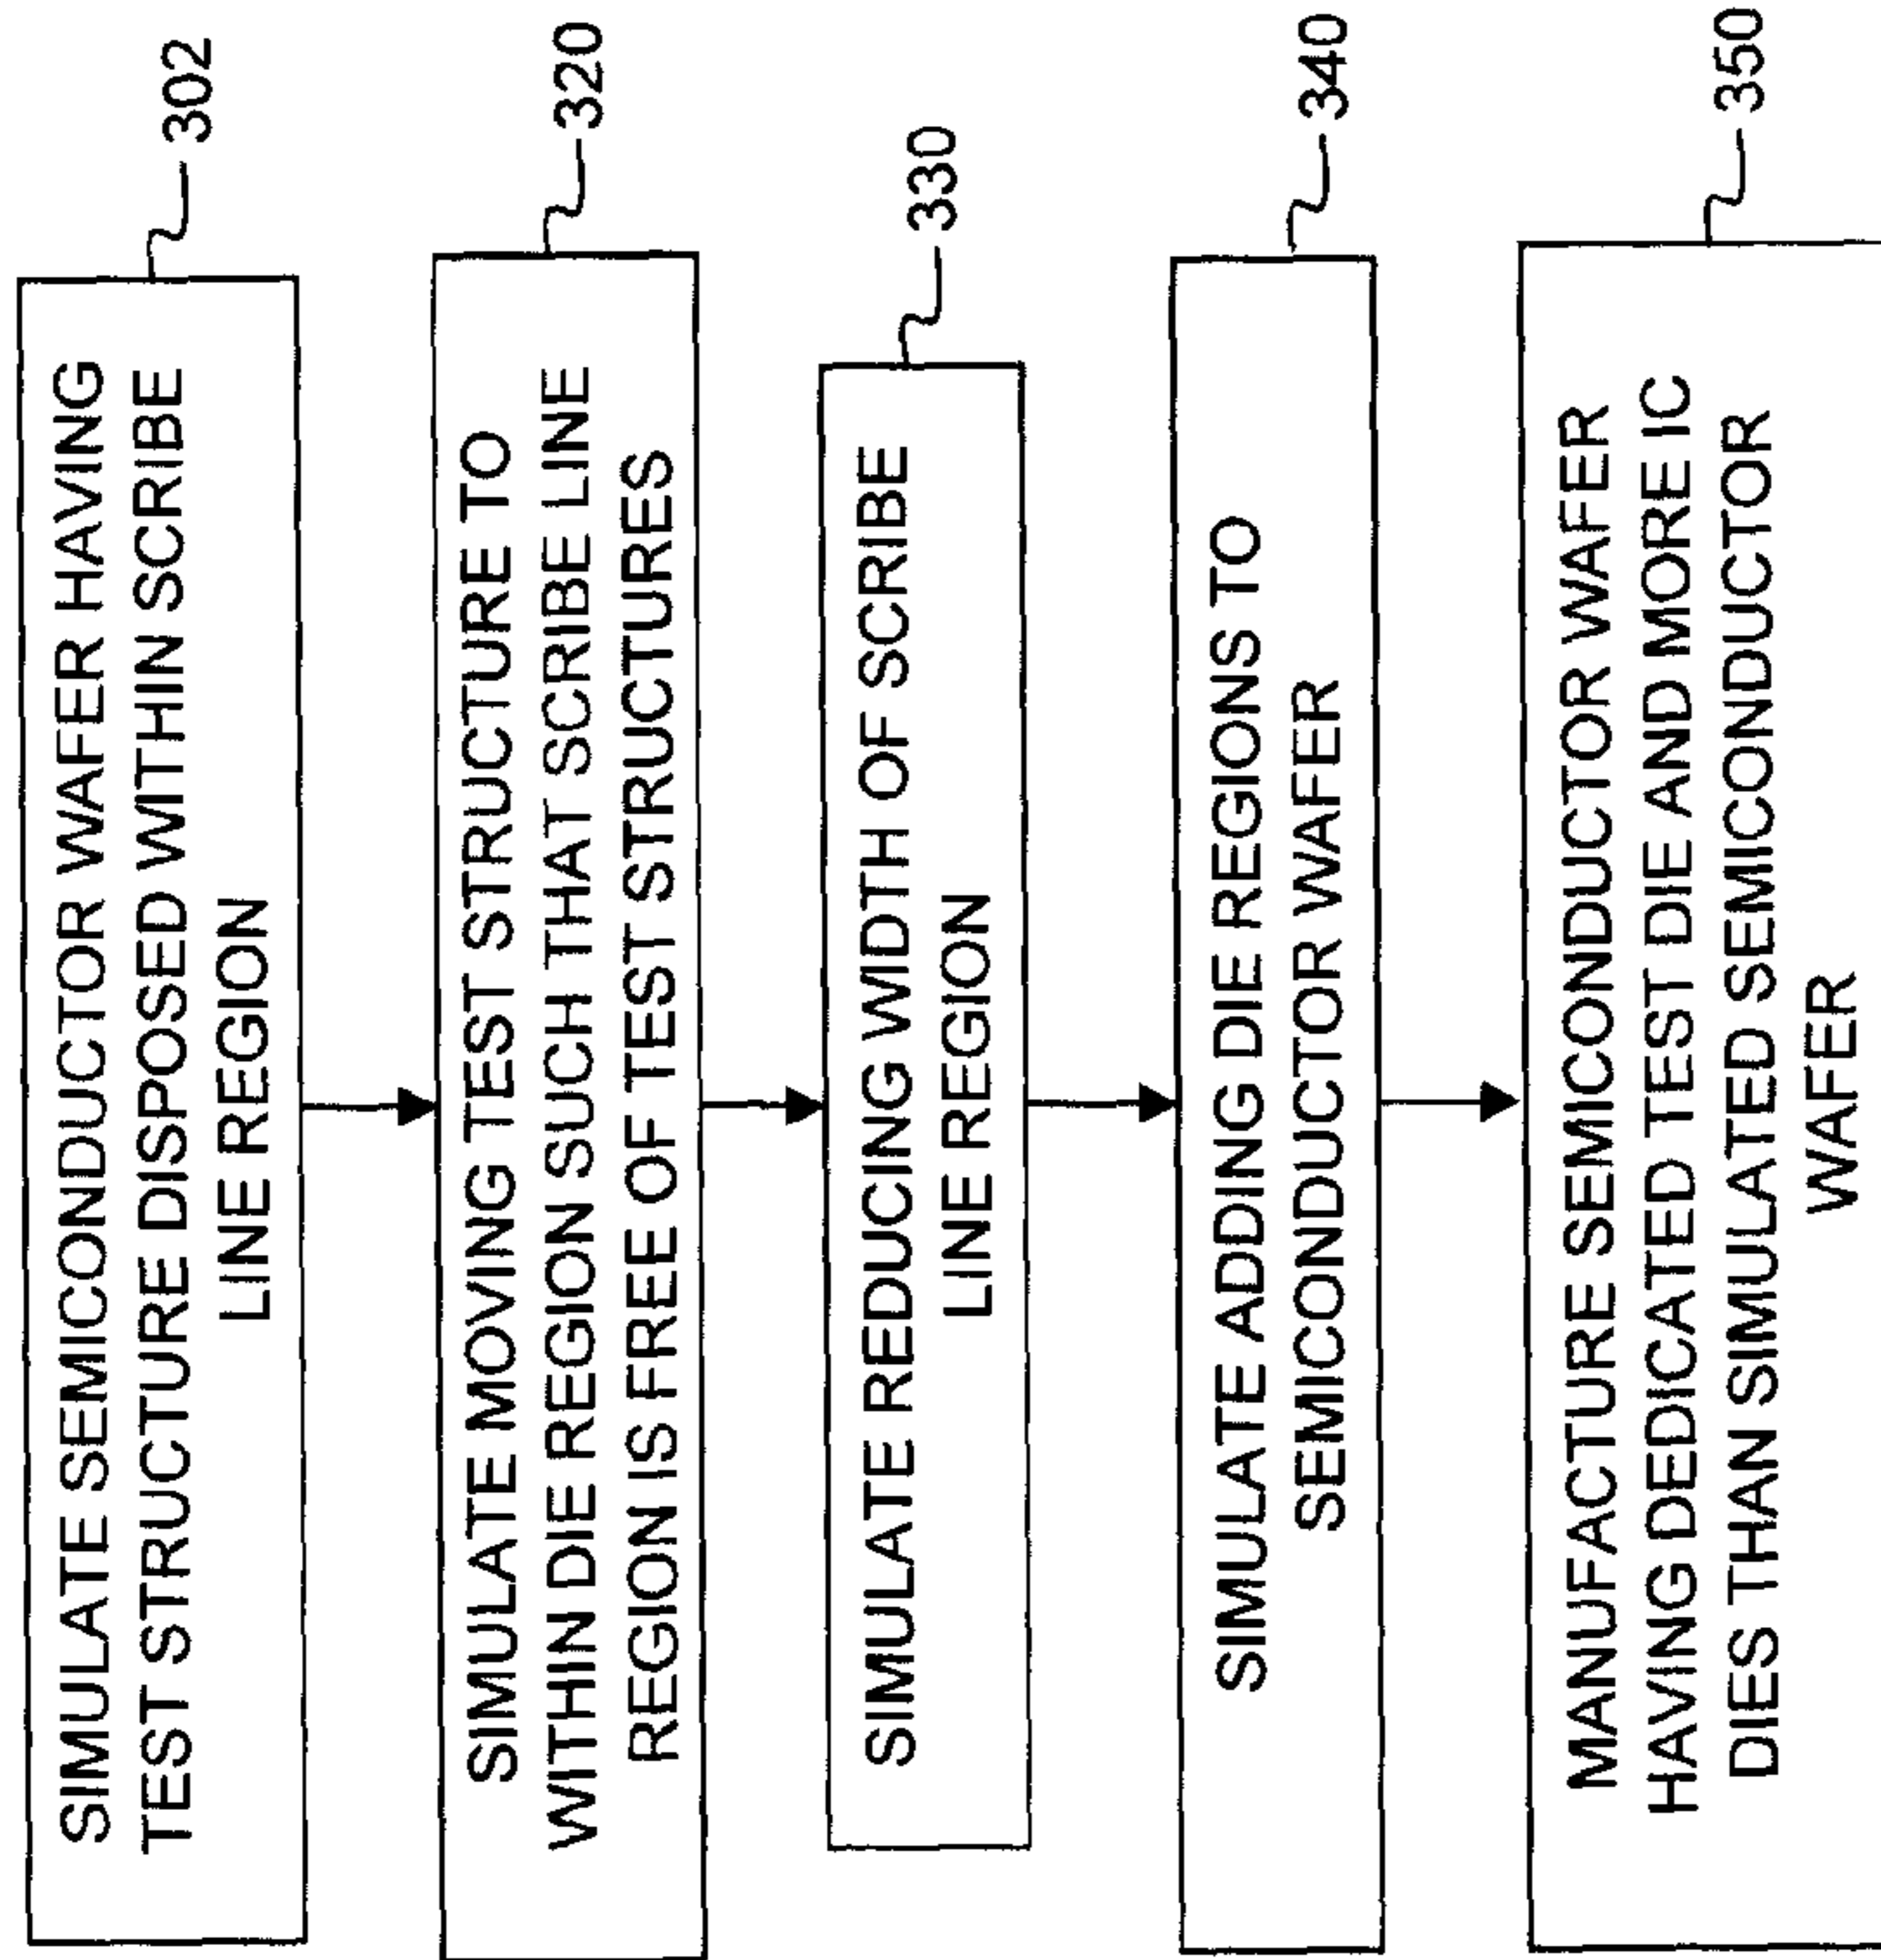 SIMULATE SEMICONDUCTOR WAFER HAVING
TEST STRUCTURE DISPOSED WITHIN SCRIBE
LINE REGION
302
SIMULATE MOVING TEST STRUCTURE TO
WITHIN DIE REGION SUCH THAT SCRIBE LINE
REGION IS FREE OF TEST STRUCTURES
320
SIMULATE REDUCING WIDTH OF SCRIBE
LINE REGION
330
SIMULATE ADDING DIE REGIONS TO
SEMICONDUCTOR WAFER
340
MANUFACTURE SEMICONDUCTOR WAFER
HAVING DEDICATED TEST DIE AND MORE IC
DIES THAN SIMULATED SEMICONDUCTOR
WAFER
350